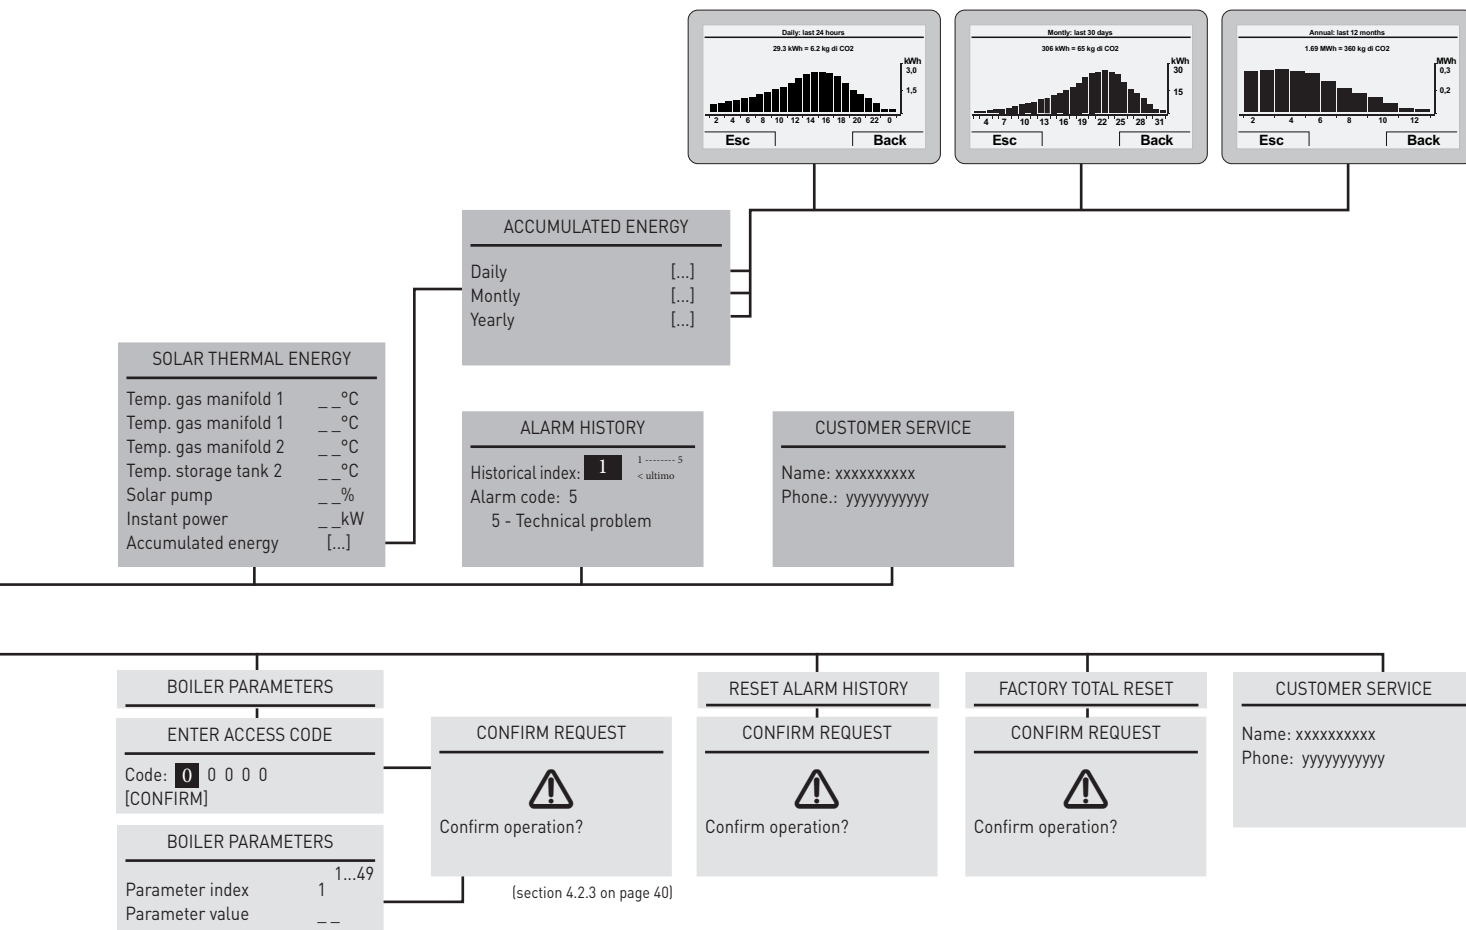 Daily: last 24 hours
29.3 kWh = 6.2 kg di CO2
kWh
3,0
1,5
2 4 6 8 10 12 14 16 18 20 22 0
Esc Back
Montly: last 30 days
306 kWh = 65 kg di CO2
kWh
30
15
4 7 10 13 16 19 22 25 28 31
Esc Back
Annual: last 12 months
1.69 MWh = 360 kg di CO2
MWh
0,3
0,2
2 4 6 8 10 12
Esc Back
ACCUMULATED ENERGY
Daily [...]
Montly [...]
Yearly [...]
SOLAR THERMAL ENERGY
Temp. gas manifold 1 _ _°C
Temp. gas manifold 1 _ _°C
Temp. gas manifold 2 _ _°C
Temp. storage tank 2 _ _°C
Solar pump _ _%
Instant power _ _kW
Accumulated energy [...]
ALARM HISTORY
Historical index: 1 1 -------- 5
< ultimo
Alarm code: 5
5 - Technical problem
CUSTOMER SERVICE
Name: xxxxxxxxxx
Phone.: yyyyyyyyyyy
BOILER PARAMETERS
ENTER ACCESS CODE
Code: 0 0 0 0 0
[CONFIRM]
BOILER PARAMETERS
1...49
Parameter index 1
Parameter value _ _
CONFIRM REQUEST
Confirm operation?
(section 4.2.3 on page 40)
RESET ALARM HISTORY
CONFIRM REQUEST
Confirm operation?
FACTORY TOTAL RESET
CONFIRM REQUEST
Confirm operation?
CUSTOMER SERVICE
Name: xxxxxxxxxx
Phone: yyyyyyyyyyy